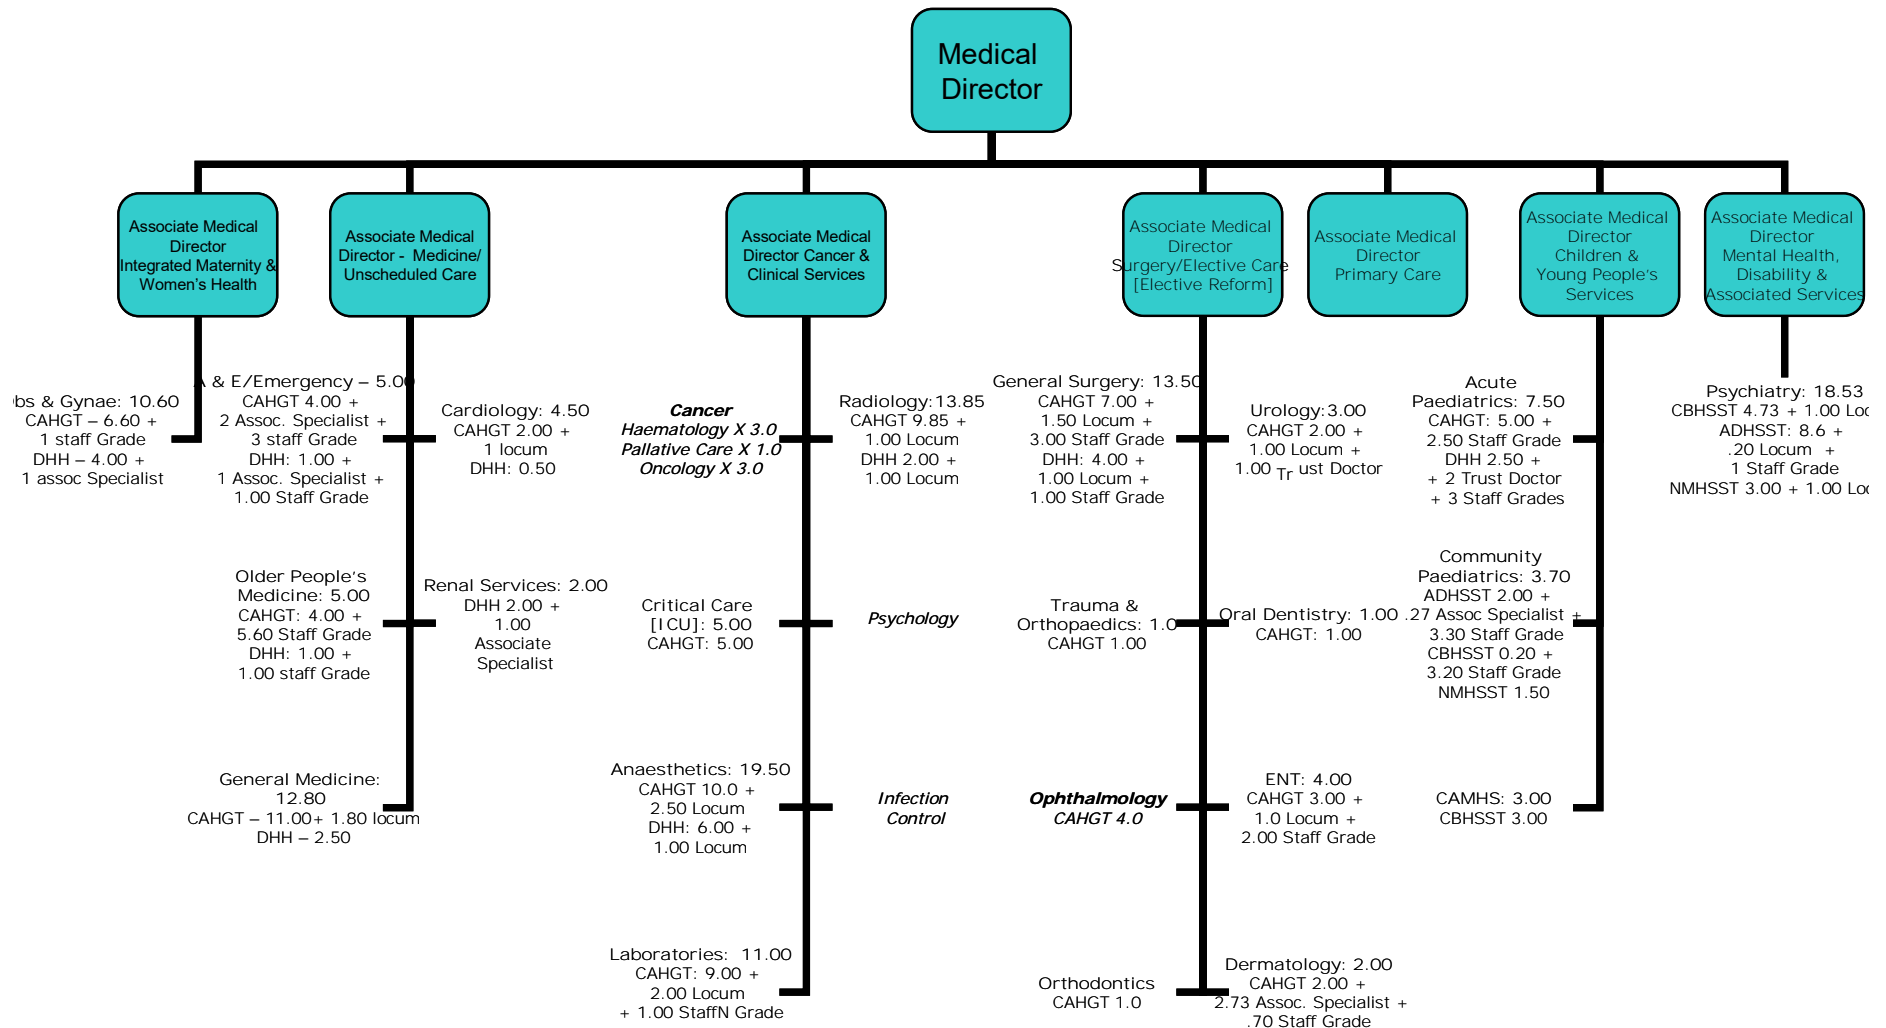 Medical
Director
Associate Medical
Director
Integrated Maternity &
Women's Health
Associate Medical
Director - Medicine/
Unscheduled Care
Associate Medical
Director Cancer &
Clinical Services
Associate Medical
Director
Surgery/Elective Care
[Elective Reform]
Associate Medical
Director
Primary Care
Associate Medical
Director
Children &
Young People's
Services
Associate Medical
Director
Mental Health,
Disability &
Associated Services
bs & Gynae: 10.60
CAHGT – 6.60 +
1 staff Grade
DHH – 4.00 +
1 assoc Specialist
A & E/Emergency – 5.00
CAHGT 4.00 +
2 Assoc. Specialist +
3 staff Grade
DHH: 1.00 +
1 Assoc. Specialist +
1.00 Staff Grade
Cardiology: 4.50
CAHGT 2.00 +
1 locum
DHH: 0.50
Cancer
Haematology X 3.0
Pallative Care X 1.0
Oncology X 3.0
Radiology:13.85
CAHGT 9.85 +
1.00 Locum
DHH 2.00 +
1.00 Locum
General Surgery: 13.50
CAHGT 7.00 +
1.50 Locum +
3.00 Staff Grade
DHH: 4.00 +
1.00 Locum +
1.00 Staff Grade
Urology:3.00
CAHGT 2.00 +
1.00 Locum +
1.00 Tr ust Doctor
Acute
Paediatrics: 7.50
CAHGT: 5.00 +
2.50 Staff Grade
DHH 2.50 +
+ 2 Trust Doctor
+ 3 Staff Grades
Psychiatry: 18.53
CBHSST 4.73 + 1.00 Loc
ADHSST: 8.6 +
.20 Locum +
1 Staff Grade
NMHSST 3.00 + 1.00 Loc
Older People's
Medicine: 5.00
CAHGT: 4.00 +
5.60 Staff Grade
DHH: 1.00 +
1.00 staff Grade
Renal Services: 2.00
DHH 2.00 +
1.00
Associate
Specialist
Critical Care
[ICU]: 5.00
CAHGT: 5.00
Psychology
Trauma &
Orthopaedics: 1.0
CAHGT 1.00
Oral Dentistry: 1.00
CAHGT: 1.00
Community
Paediatrics: 3.70
ADHSST 2.00 +
.27 Assoc Specialist +
3.30 Staff Grade
CBHSST 0.20 +
3.20 Staff Grade
NMHSST 1.50
General Medicine:
12.80
CAHGT – 11.00+ 1.80 locum
DHH – 2.50
Anaesthetics: 19.50
CAHGT 10.0 +
2.50 Locum
DHH: 6.00 +
1.00 Locum
Infection
Control
Ophthalmology
CAHGT 4.0
ENT: 4.00
CAHGT 3.00 +
1.0 Locum +
2.00 Staff Grade
CAMHS: 3.00
CBHSST 3.00
Laboratories: 11.00
CAHGT: 9.00 +
2.00 Locum
+ 1.00 StaffN Grade
Orthodontics
CAHGT 1.0
Dermatology: 2.00
CAHGT 2.00 +
2.73 Assoc. Specialist +
.70 Staff Grade